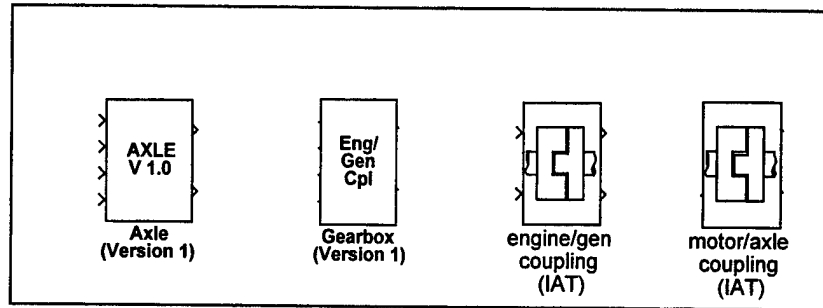 AXLE
V 1.0
Axle
(Version 1)
Eng/
Gen
Cpl
Gearbox
(Version 1)
engine/gen
coupling
(IAT)
motor/axle
coupling
(IAT)